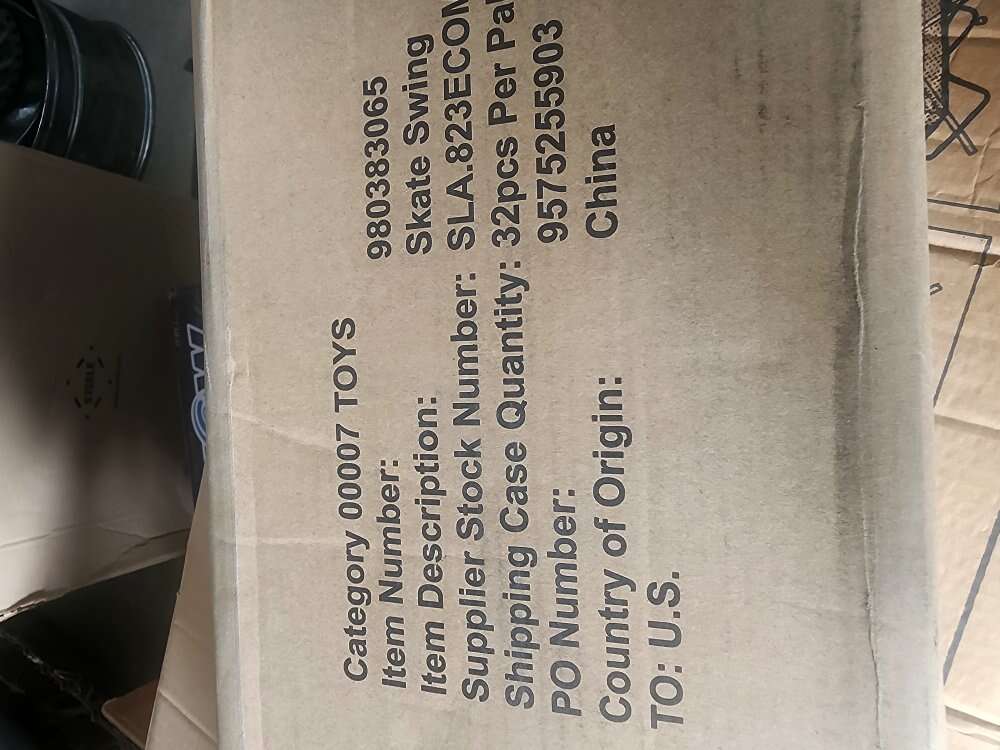 Category 00007 TOYS
Item Number: 980383065
Item Description: Skate Swing
Supplier Stock Number: SLA.823ECOM
Shipping Case Quantity: 32pcs Per Pal
PO Number: 9575255903
Country of Origin: China
TO: U.S.